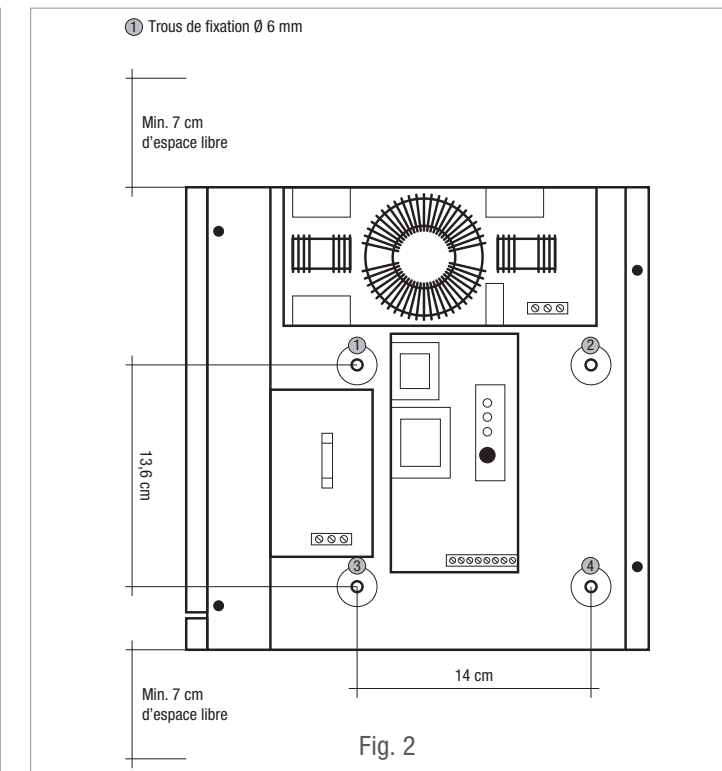 1 Trous de fixation Ø 6 mm
Min. 7 cm
d'espace libre
1
2
13,6 cm
3
4
14 cm
Min. 7 cm
d'espace libre
Fig. 2